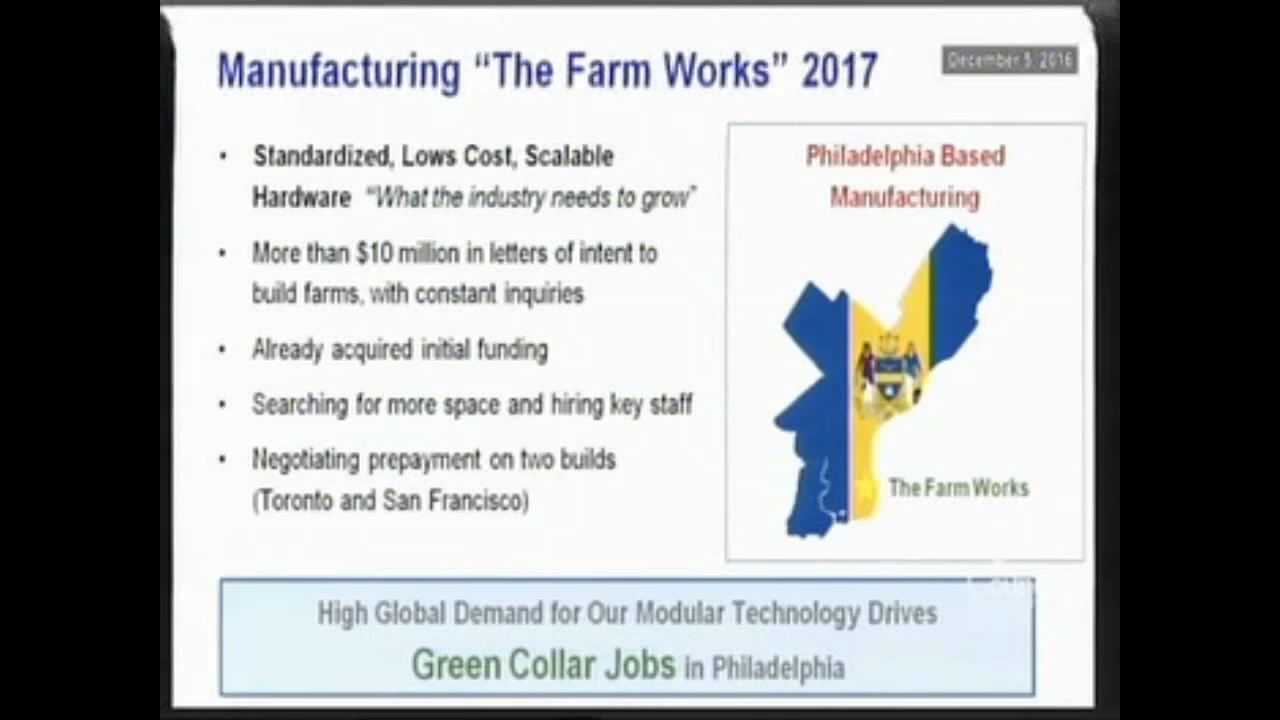 Manufacturing “The Farm Works” 2017
December 5, 2016
• Standardized, Lows Cost, Scalable
Hardware “What the industry needs to grow”
• More than $10 million in letters of intent to
build farms, with constant inquiries
• Already acquired initial funding
• Searching for more space and hiring key staff
• Negotiating prepayment on two builds
(Toronto and San Francisco)
Philadelphia Based
Manufacturing
The Farm Works
High Global Demand for Our Modular Technology Drives
Green Collar Jobs in Philadelphia